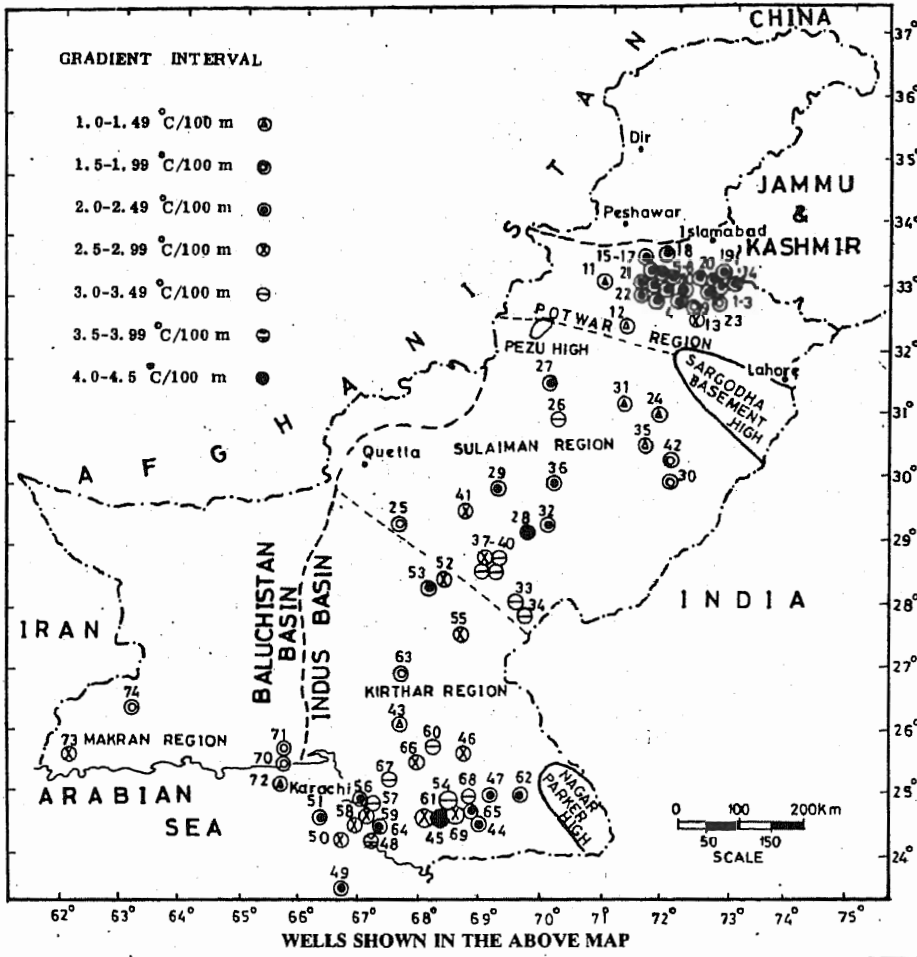 GRADIENT INTERVAL
1.0-1.49 °C/100 m
1.5-1.99 °C/100 m
2.0-2.49 °C/100 m
2.5-2.99 °C/100 m
3.0-3.49 °C/100 m
3.5-3.99 °C/100 m
4.0-4.5 °C/100 m
CHINA
AFGHANISTAN
Dir
JAMMU
&
KASHMIR
Peshawar
Islamabad
15-17
18
20
19
14
11
21
22
4
1-3
12
13
23
POTWAR REGION
PEZU HIGH
Lahore
SARGODHA
BASEMENT
HIGH
27
26
31
24
35
42
30
SULAIMAN REGION
Quetta
29
36
41
25
28
32
37-40
52
53
33
34
55
INDIA
IRAN
BALUCHISTAN
BASIN
INDUS BASIN
63
KIRTHAR REGION
74
73
MAKRAN REGION
71
70
72
43
60
66
46
67
ARABIAN
SEA
Karachi
56
57
51
58
59
50
64
48
49
54
68
47
62
61
45
69
65
44
NAGAR
PARKER
HIGH
0 100 200Km
50 150
SCALE
37°
36°
35°
34°
33°
32°
31°
30°
29°
28°
27°
26°
25°
24°
62° 63° 64° 65° 66° 67° 68° 69° 70° 71° 72° 73° 74° 75°
WELLS SHOWN IN THE ABOVE MAP